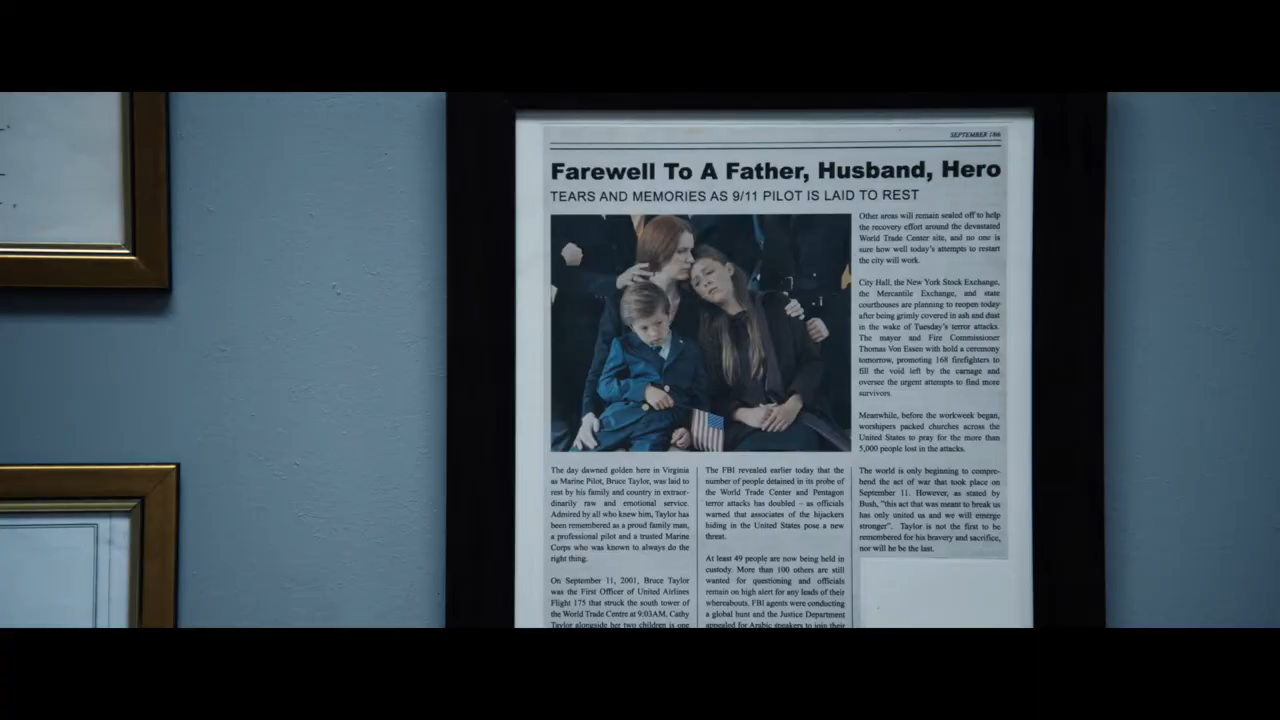 SEPTEMBER 1/86
Farewell To A Father, Husband, Hero
TEARS AND MEMORIES AS 9/11 PILOT IS LAID TO REST
The day dawned golden here in Virginia
as Marine Pilot, Bruce Taylor, was laid to
rest by his family and country in extraor-
dinarily raw and emotional service.
Admired by all who knew him, Taylor has
been remembered as a proud family man,
a professional pilot and a trusted Marine
Corps who was known to always do the
right thing.
On September 11, 2001, Bruce Taylor
was the First Officer of United Airlines
Flight 175 that struck the south tower of
the World Trade Centre at 9:03AM. Cathy
Taylor alongside her two children is one
The FBI revealed earlier today that the
number of people detained in its probe of
the World Trade Center and Pentagon
terror attacks has doubled – as officials
warned that associates of the hijackers
hiding in the United States pose a new
threat.
At least 49 people are now being held in
custody. More than 100 others are still
wanted for questioning and officials
remain on high alert for any leads of their
whereabouts. FBI agents were conducting
a global hunt and the Justice Department
appealed for Arabic speakers to join their
Other areas will remain sealed off to help
the recovery effort around the devastated
World Trade Center site, and no one is
sure how well today's attempts to restart
the city will work.
City Hall, the New York Stock Exchange,
the Mercantile Exchange, and state
courthouses are planning to reopen today
after being grimly covered in ash and dust
in the wake of Tuesday's terror attacks.
The mayor and Fire Commissioner
Thomas Von Essen with hold a ceremony
tomorrow, promoting 168 firefighters to
fill the void left by the carnage and
oversee the urgent attempts to find more
survivors.
Meanwhile, before the workweek began,
worshipers packed churches across the
United States to pray for the more than
5,000 people lost in the attacks.
The world is only beginning to compre-
hend the act of war that took place on
September 11. However, as stated by
Bush, "this act that was meant to break us
has only united us and we will emerge
stronger". Taylor is not the first to be
remembered for his bravery and sacrifice,
nor will he be the last.